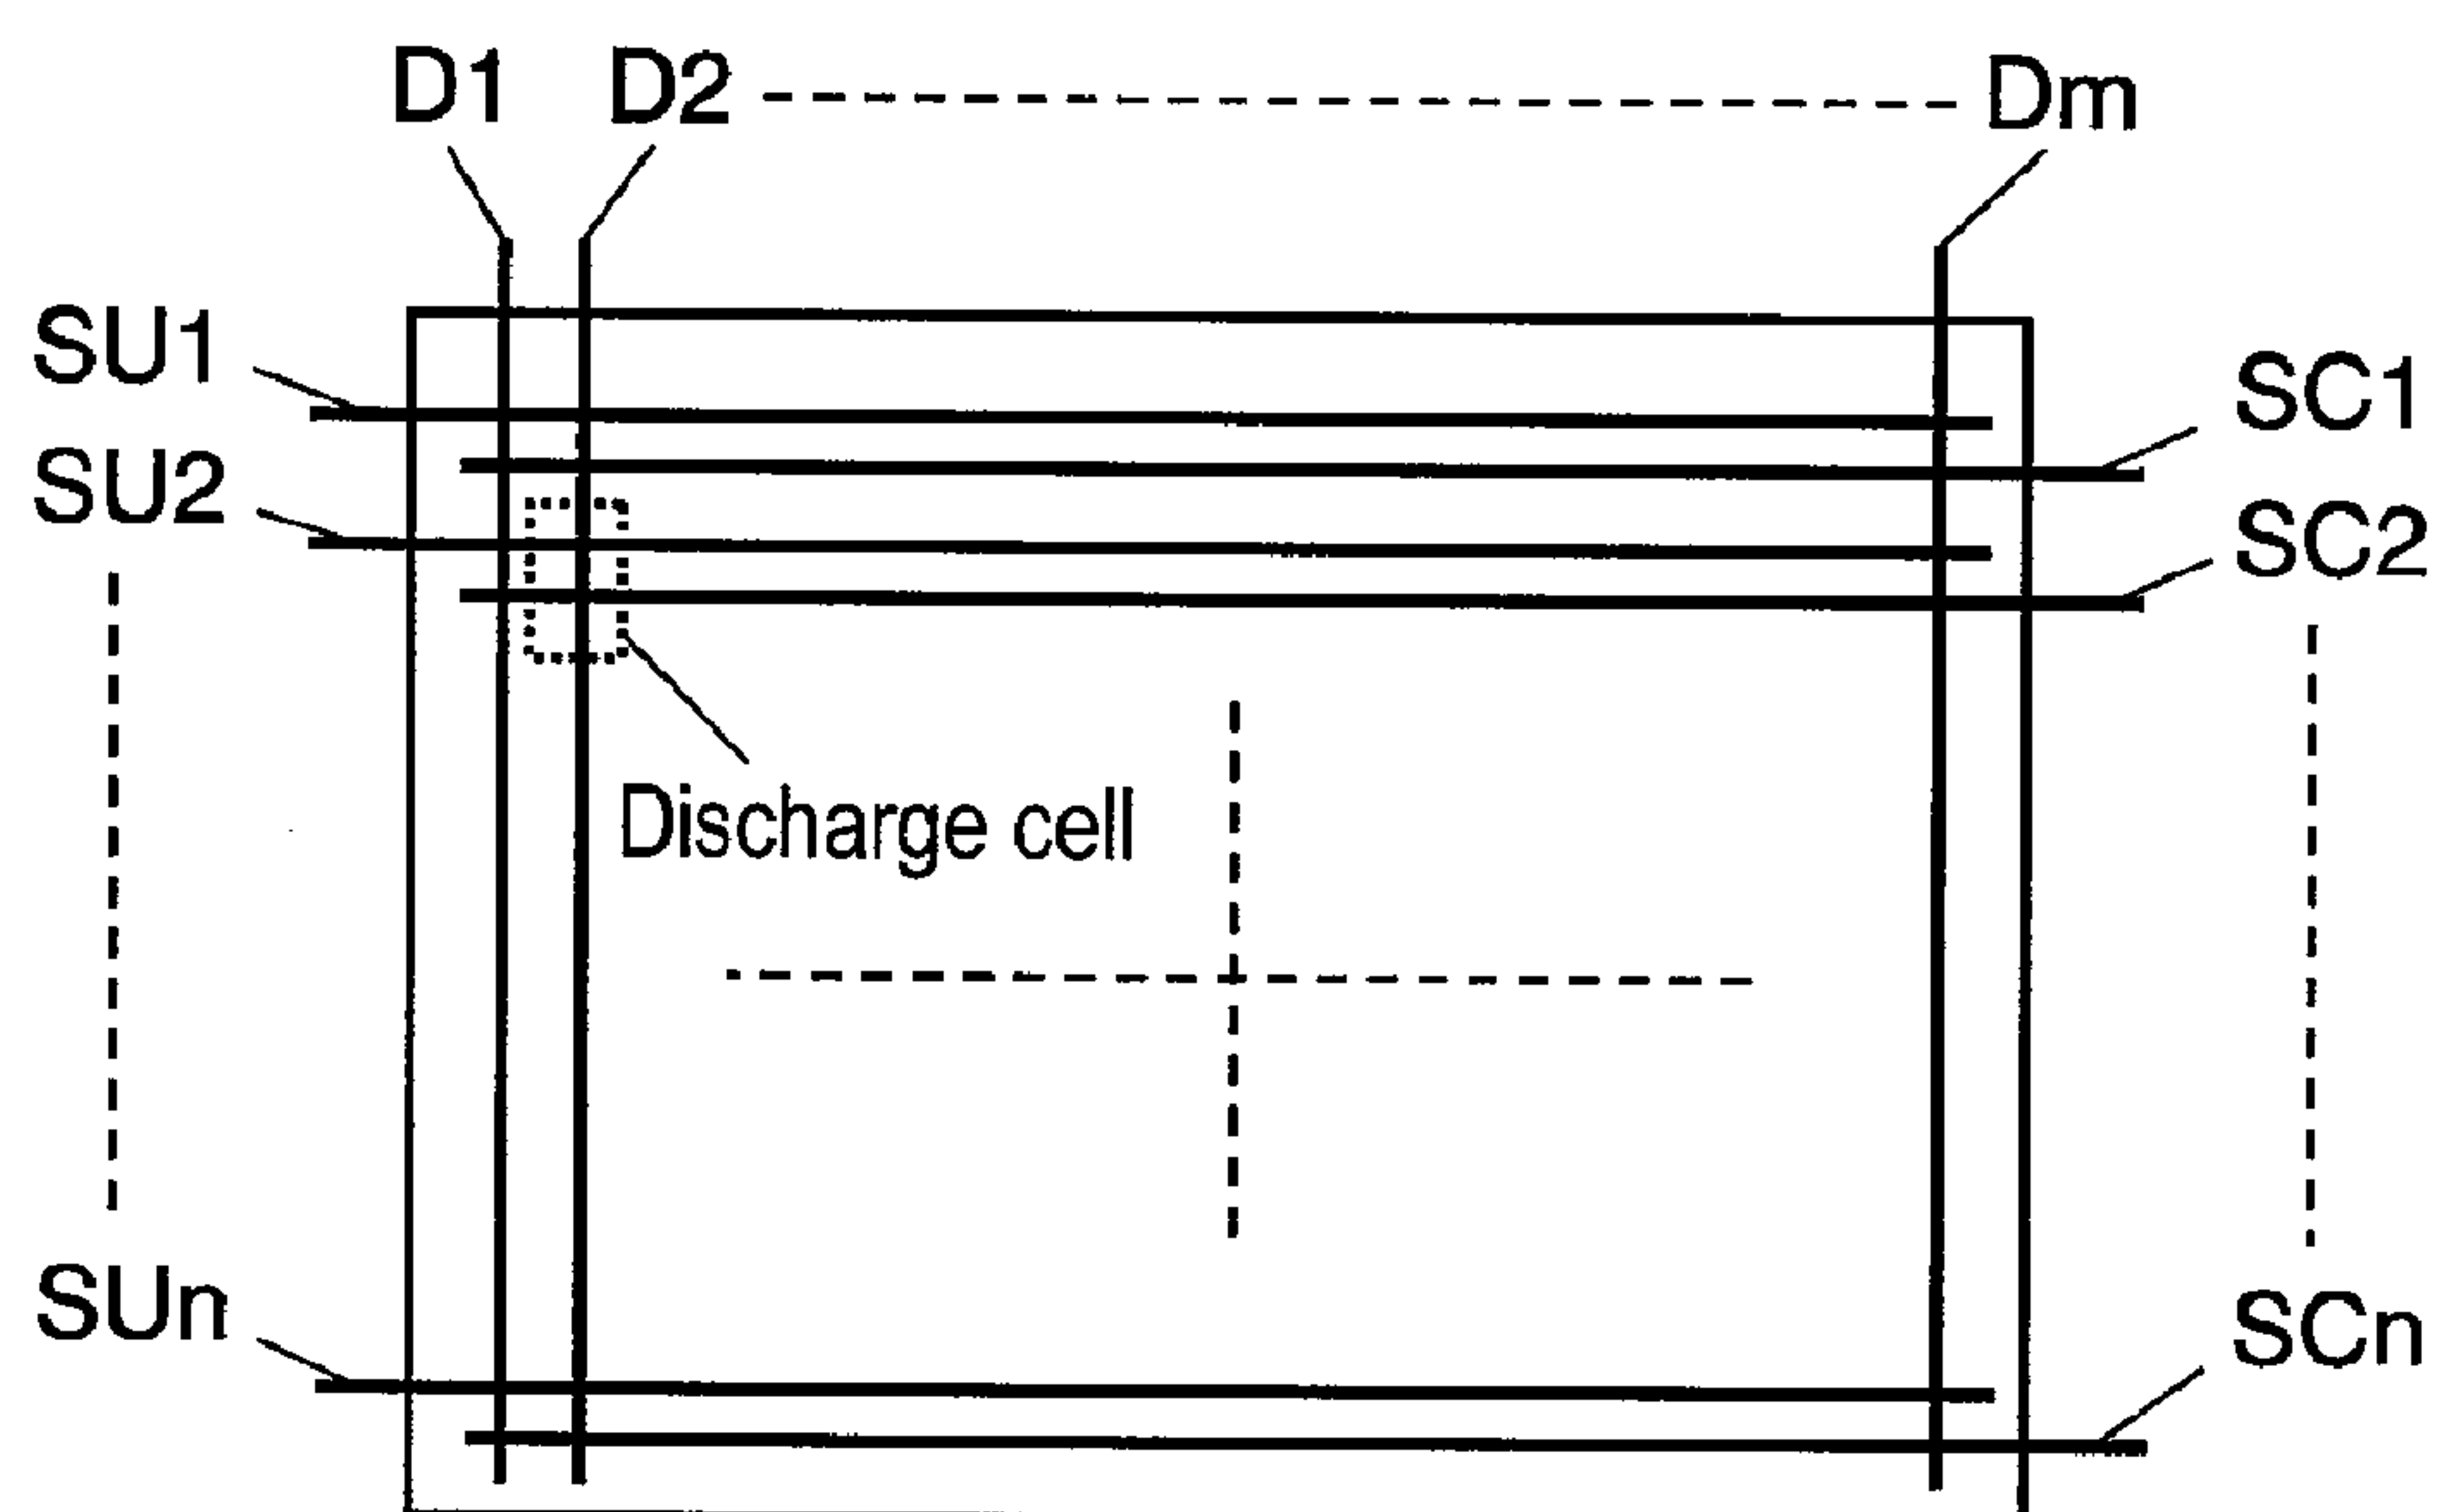 D1 D2 Dm
SU1
SC1
SU2
SC2
Discharge cell
SUn
SCn